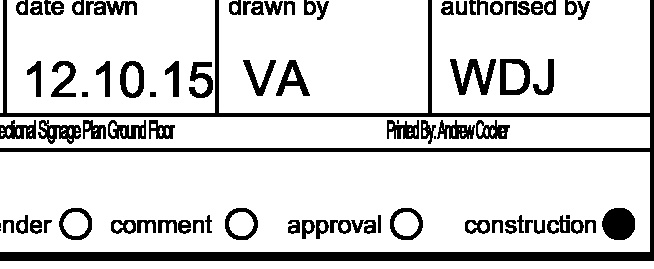 date drawn drawn by authorised by
12.10.15 VA WDJ
ectional Signage Plan Ground Floor Printed By: Andrew Cocker
nder comment approval construction